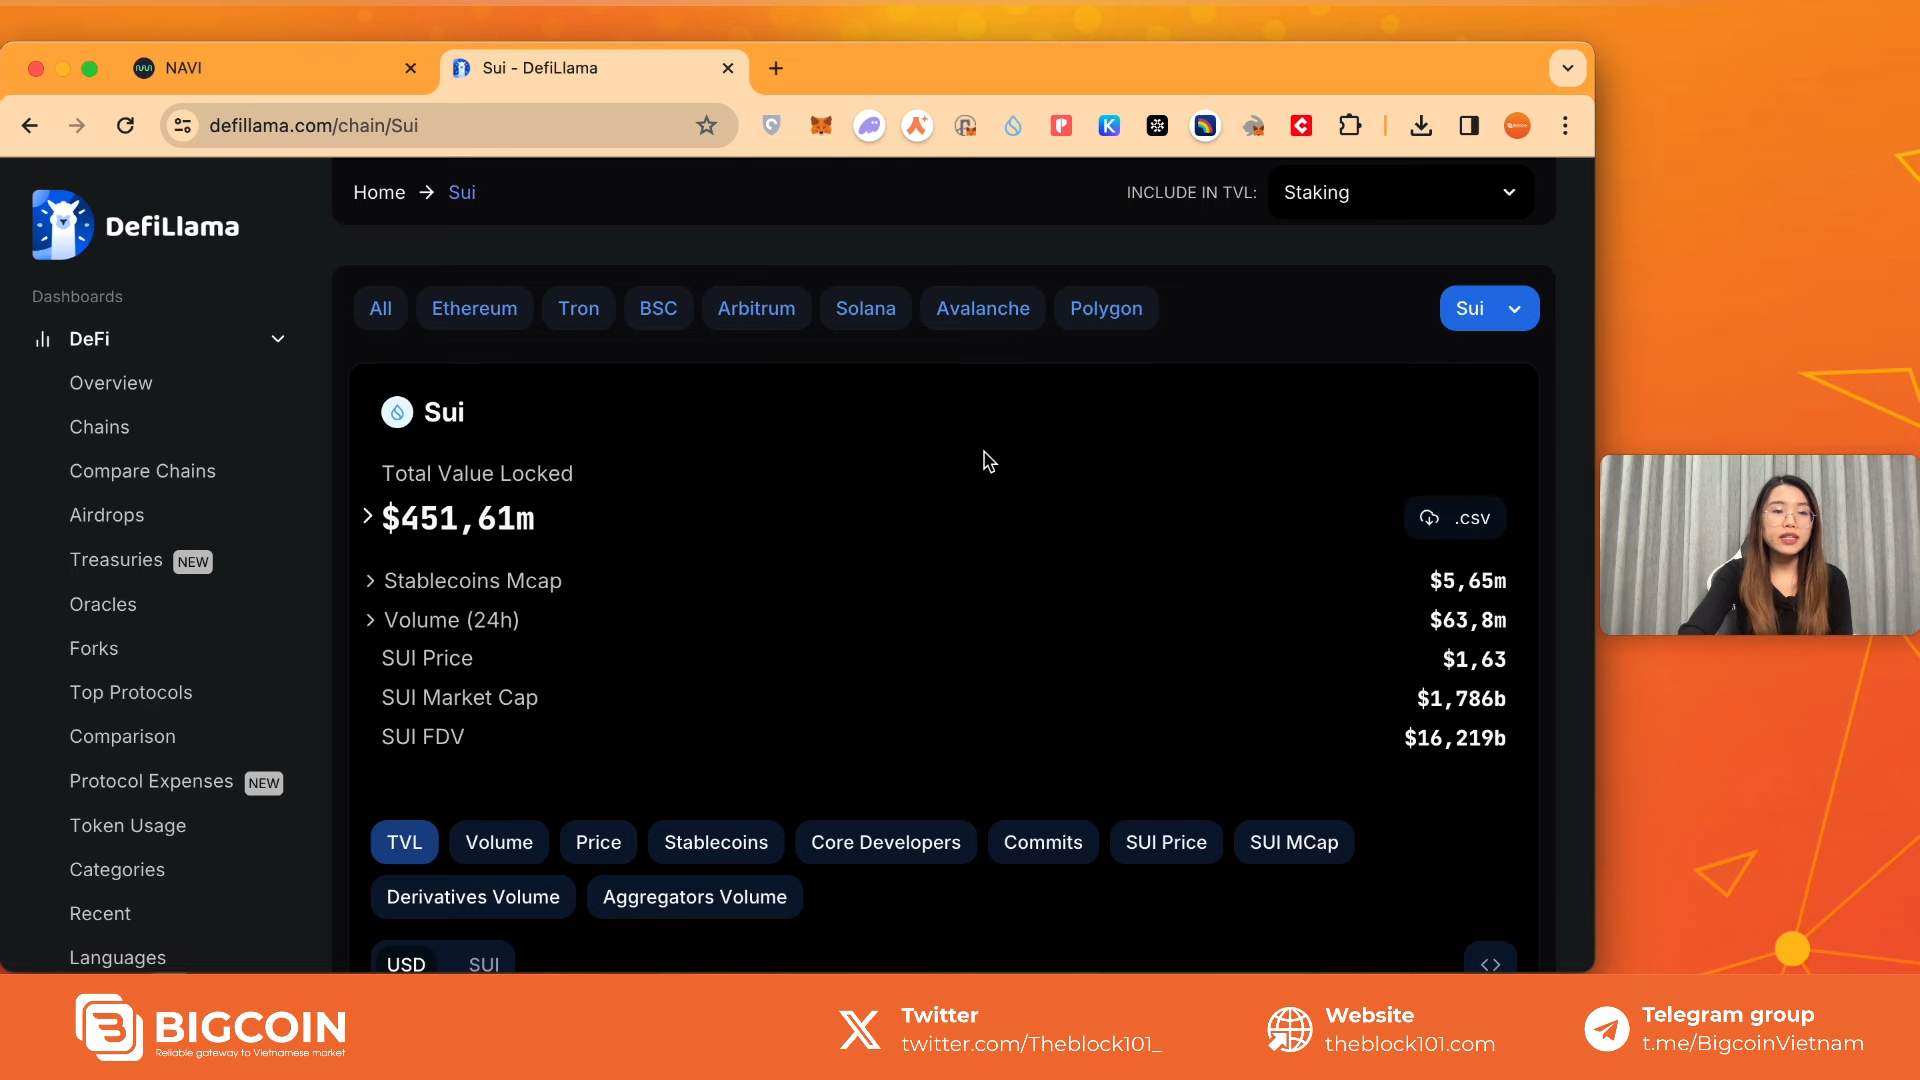 NAVI
Sui - DefiLlama
defillama.com/chain/Sui
DefiLlama
Dashboards
DeFi
Overview
Chains
Compare Chains
Airdrops
Treasuries NEW
Oracles
Forks
Top Protocols
Comparison
Protocol Expenses NEW
Token Usage
Categories
Recent
Languages
Home → Sui
INCLUDE IN TVL: Staking
All Ethereum Tron BSC Arbitrum Solana Avalanche Polygon Sui
Sui
Total Value Locked
$451,61m
.csv
Stablecoins Mcap $5,65m
Volume (24h) $63,8m
SUI Price $1,63
SUI Market Cap $1,786b
SUI FDV $16,219b
TVL Volume Price Stablecoins Core Developers Commits SUI Price SUI MCap
Derivatives Volume Aggregators Volume
USD SUI
BIGCOIN
Reliable gateway to Vietnamese market
Twitter
twitter.com/Theblock101_
Website
theblock101.com
Telegram group
t.me/BigcoinVietnam